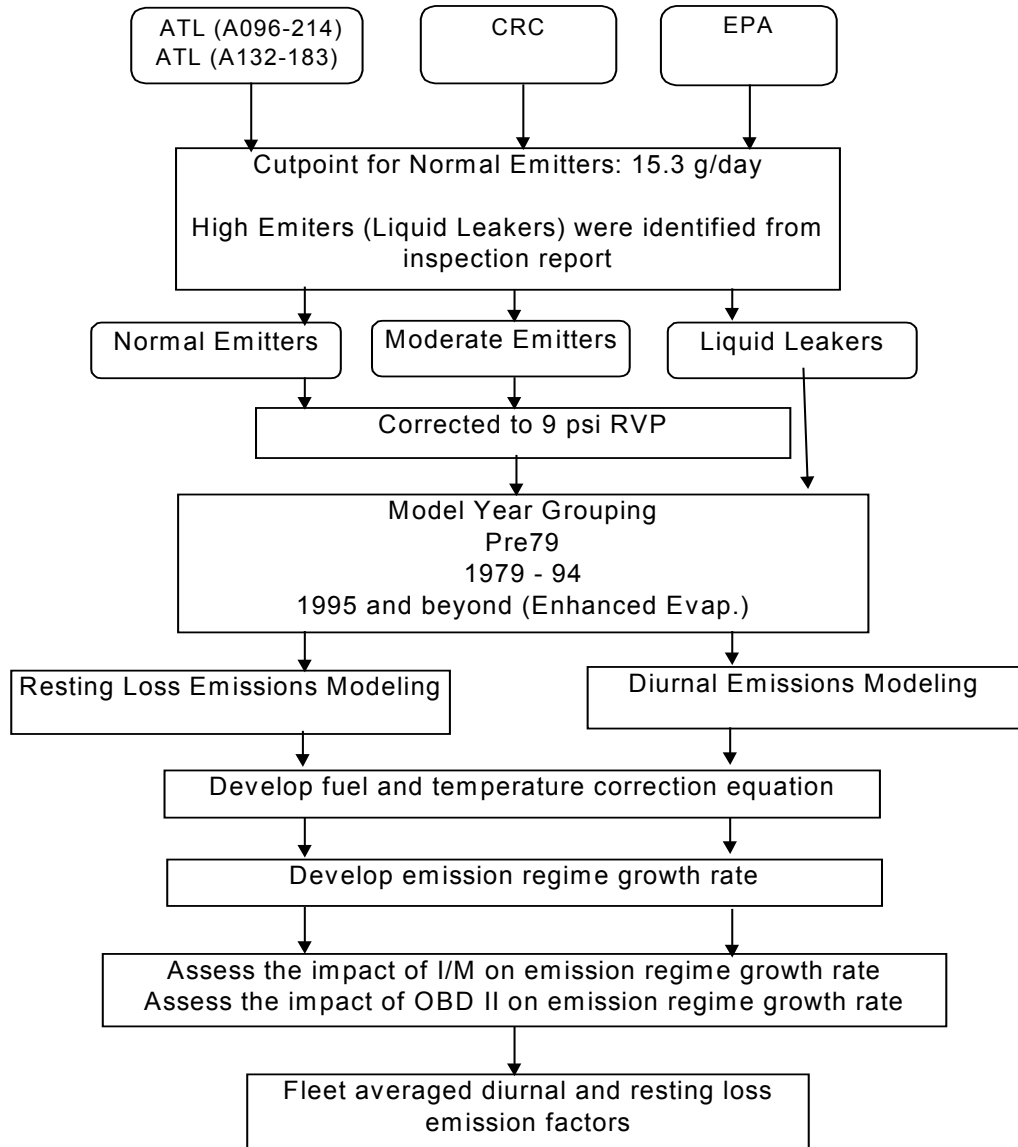 ATL (A096-214)
ATL (A132-183)
CRC
EPA
Cutpoint for Normal Emitters: 15.3 g/day
High Emiters (Liquid Leakers) were identified from
inspection report
Normal Emitters
Moderate Emitters
Liquid Leakers
Corrected to 9 psi RVP
Model Year Grouping
Pre79
1979 - 94
1995 and beyond (Enhanced Evap.)
Resting Loss Emissions Modeling
Diurnal Emissions Modeling
Develop fuel and temperature correction equation
Develop emission regime growth rate
Assess the impact of I/M on emission regime growth rate
Assess the impact of OBD II on emission regime growth rate
Fleet averaged diurnal and resting loss
emission factors